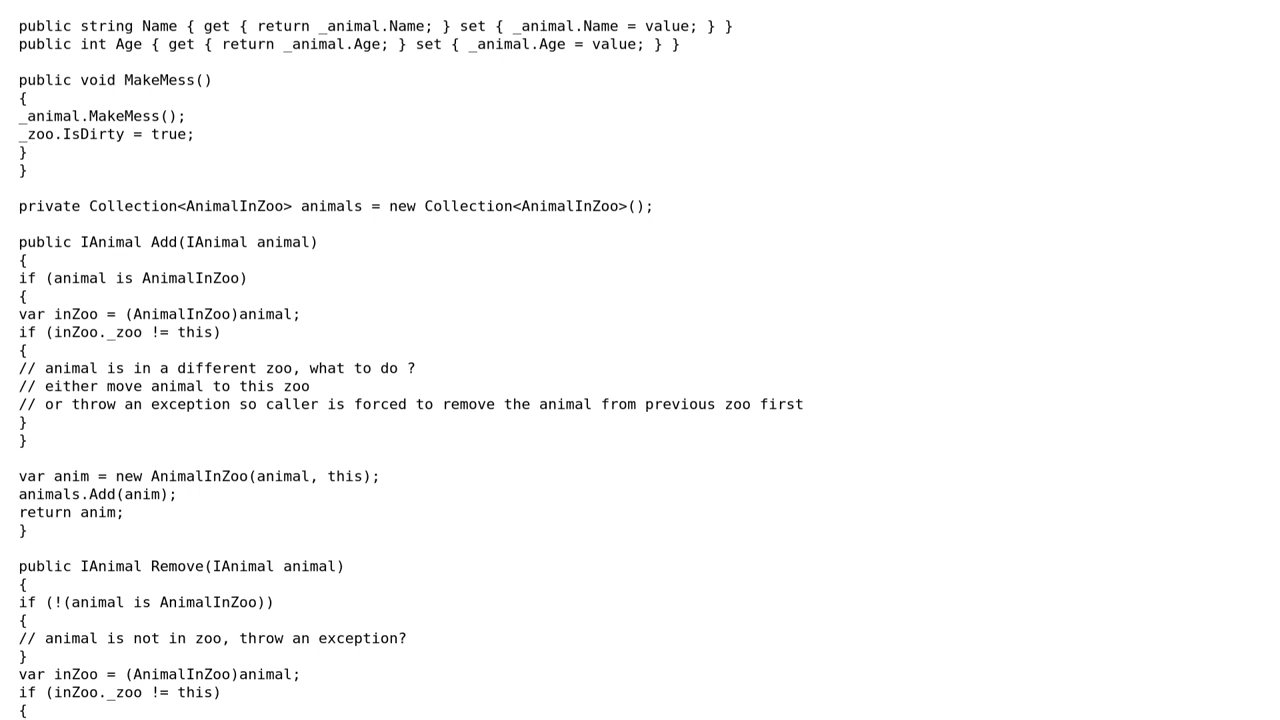 public string Name { get { return _animal.Name; } set { _animal.Name = value; } }
public int Age { get { return _animal.Age; } set { _animal.Age = value; } }
public void MakeMess()
{
_animal.MakeMess();
_zoo.IsDirty = true;
}
}
private Collection<AnimalInZoo> animals = new Collection<AnimalInZoo>();
public IAnimal Add(IAnimal animal)
{
if (animal is AnimalInZoo)
{
var inZoo = (AnimalInZoo)animal;
if (inZoo._zoo != this)
{
// animal is in a different zoo, what to do ?
// either move animal to this zoo
// or throw an exception so caller is forced to remove the animal from previous zoo first
}
}
var anim = new AnimalInZoo(animal, this);
animals.Add(anim);
return anim;
}
public IAnimal Remove(IAnimal animal)
{
if (!(animal is AnimalInZoo))
{
// animal is not in zoo, throw an exception?
}
var inZoo = (AnimalInZoo)animal;
if (inZoo._zoo != this)
{